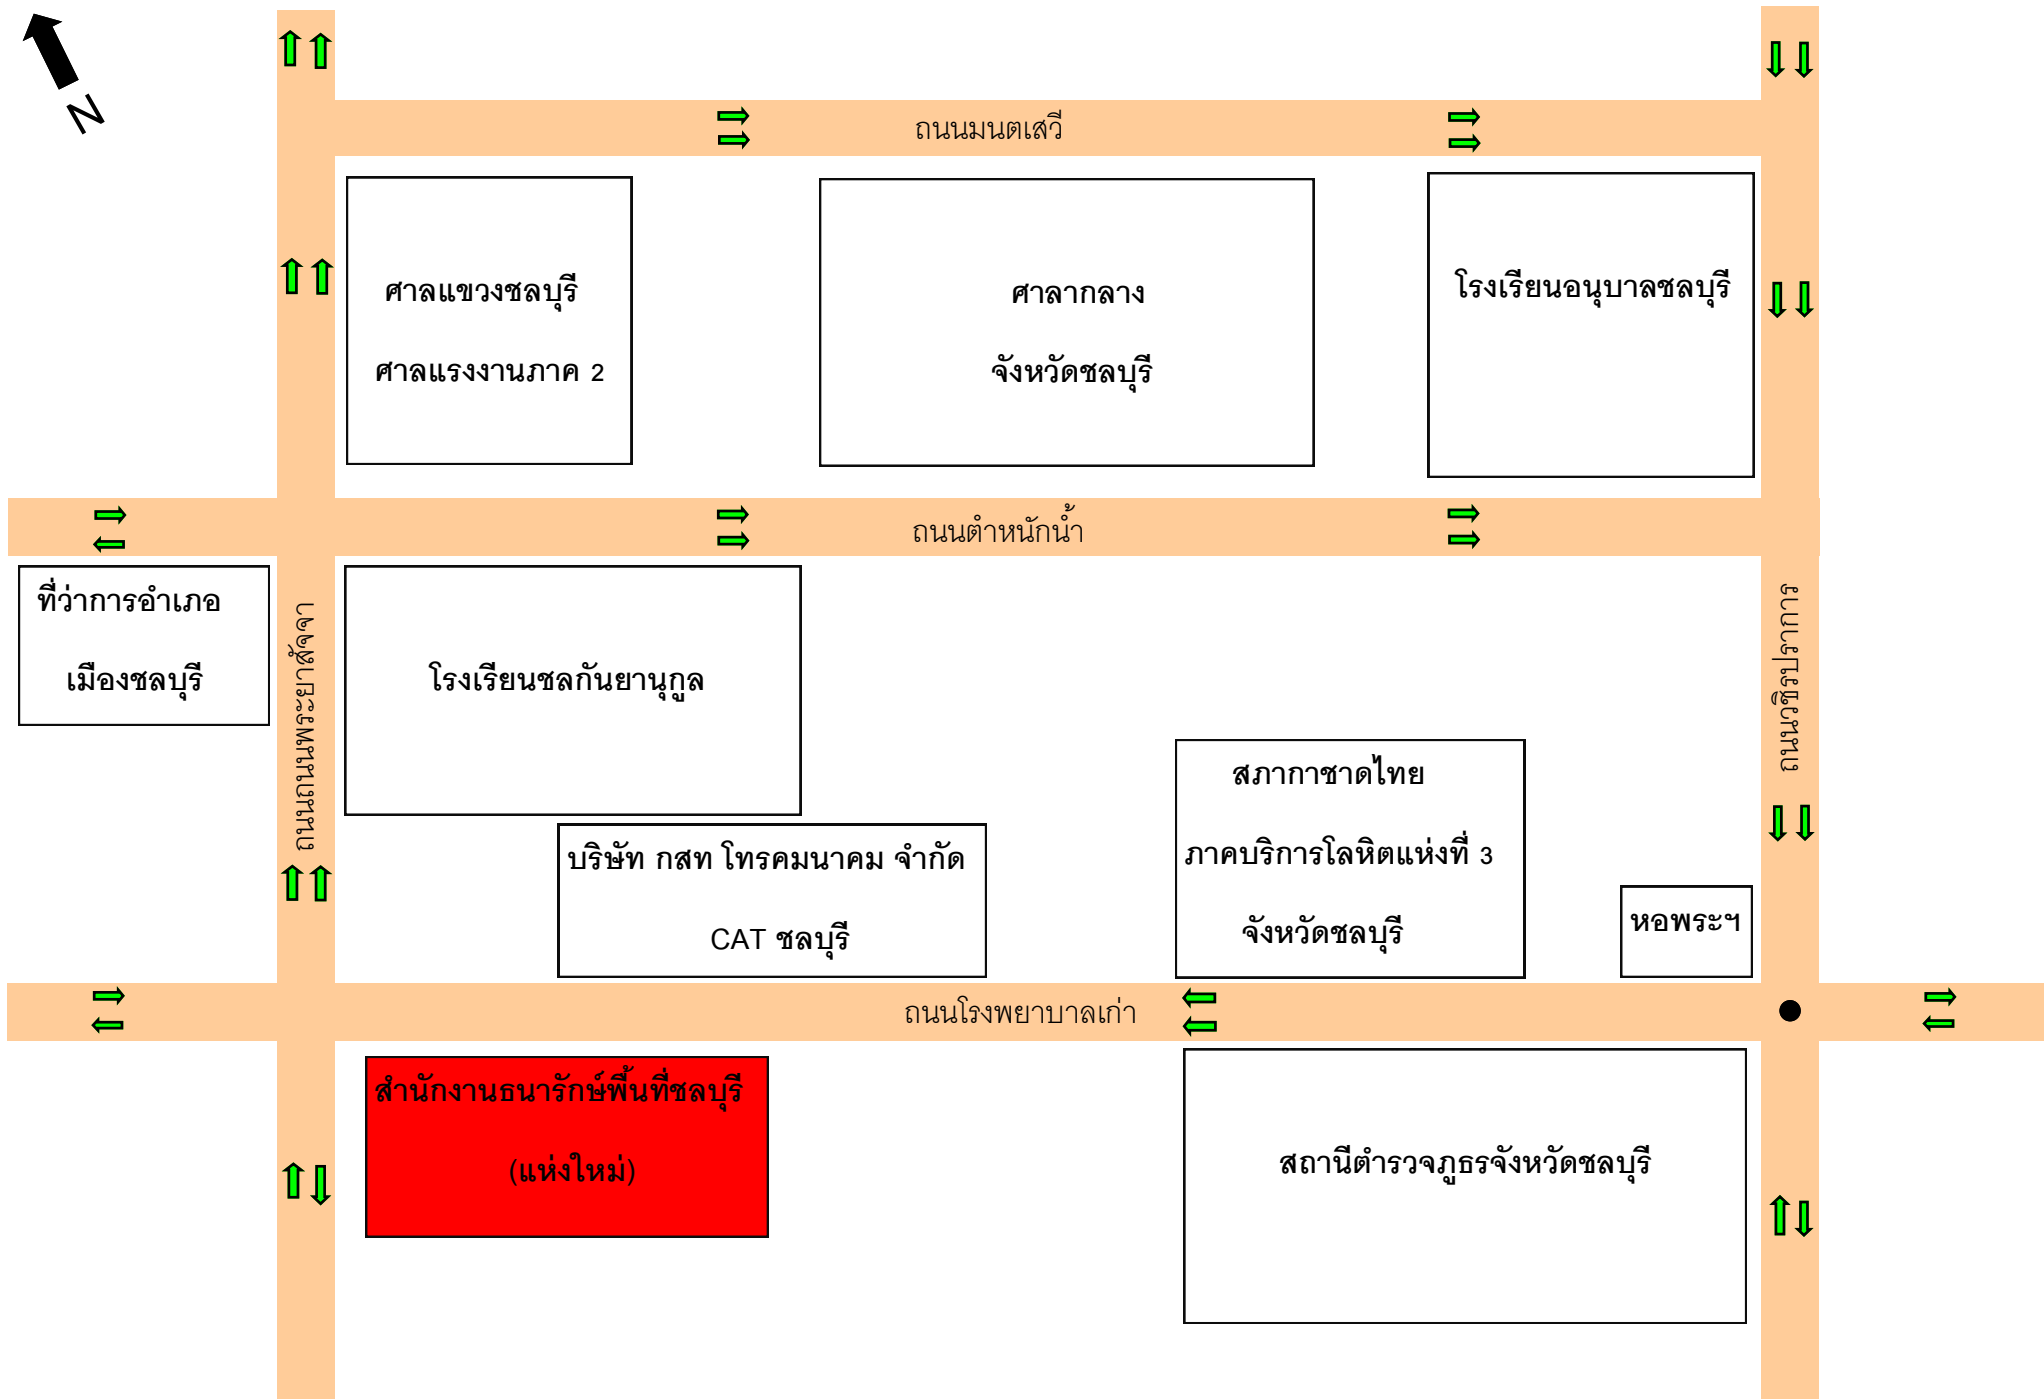 N
ถนนมนตเสวี
ศาลแขวงชลบุรี
ศาลแรงงานภาค 2
ศาลากลาง
จังหวัดชลบุรี
โรงเรียนอนุบาลชลบุรี
ถนนตำหนักน้ำ
ที่ว่าการอำเภอ
เมืองชลบุรี
ถนนถนนพระยาสัจจา
โรงเรียนชลกันยานุกูล
ถนนวชิรปราการ
บริษัท กสท โทรคมนาคม จำกัด
CAT ชลบุรี
สภากาชาดไทย
ภาคบริการโลหิตแห่งที่ 3
จังหวัดชลบุรี
หอพระฯ
ถนนโรงพยาบาลเก่า
สำนักงานธนารักษ์พื้นที่ชลบุรี
(แห่งใหม่)
สถานีตำรวจภูธรจังหวัดชลบุรี